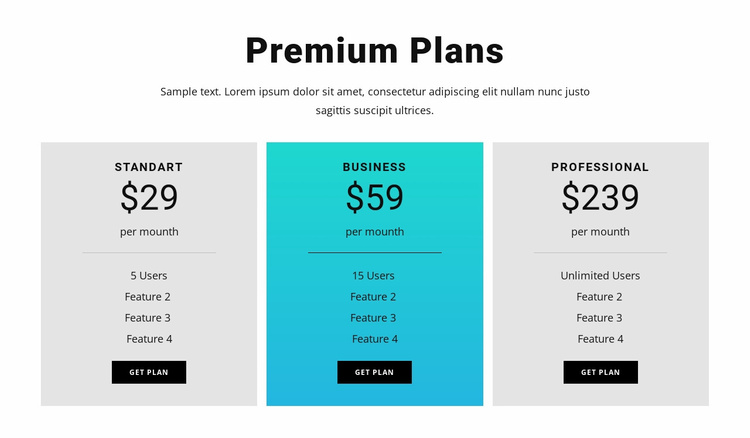 Premium Plans
Sample text. Lorem ipsum dolor sit amet, consectetur adipiscing elit nullam nunc justo
sagittis suscipit ultrices.
STANDART
$29
per mounth
5 Users
Feature 2
Feature 3
Feature 4
GET PLAN
BUSINESS
$59
per mounth
15 Users
Feature 2
Feature 3
Feature 4
GET PLAN
PROFESSIONAL
$239
per mounth
Unlimited Users
Feature 2
Feature 3
Feature 4
GET PLAN